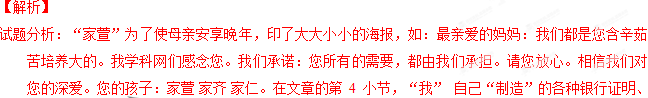 【解析】
试题分析：“家萱”为了使母亲安享晚年，印了大大小小的海报，如：最亲爱的妈妈：我们都是您含辛茹
苦培养大的。我学科网们感念您。我们承诺：您所有的需要，都由我们承担。请您放心。相信我们对
您的深爱。您的孩子：家萱 家齐 家仁。在文章的第 4 小节，“我” 自己“制造”的各种银行证明、